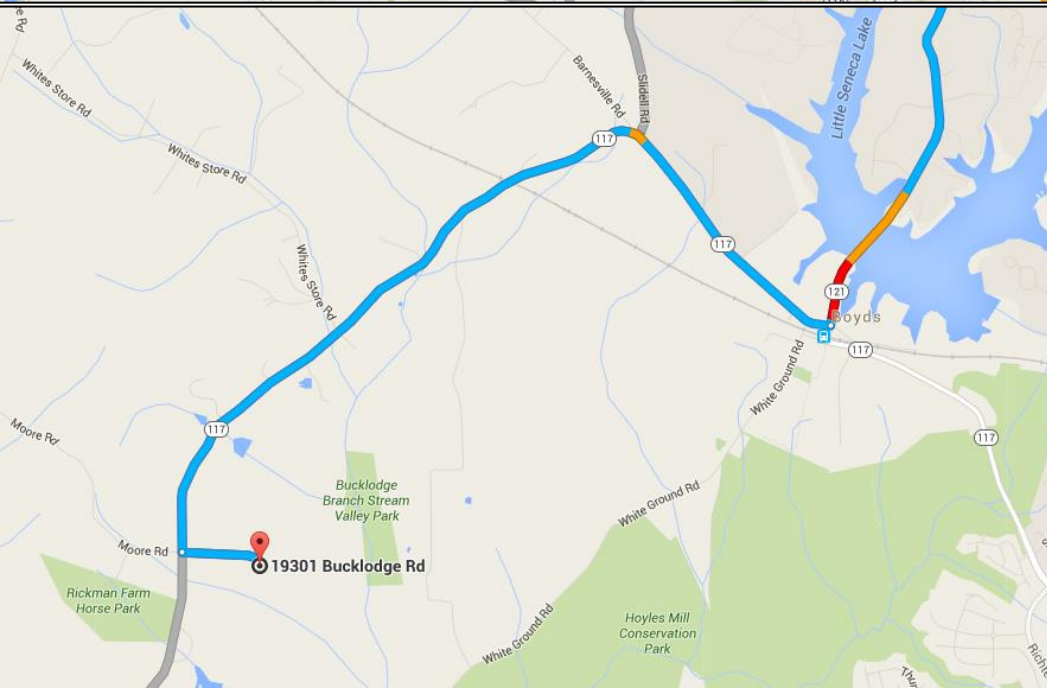 Whites Store Rd
Whites Store Rd
Whites Store Rd
Barnesville Rd
Slidell Rd
Little Seneca Lake
117
117
121
Boyds
117
White Ground Rd
117
117
Moore Rd
Bucklodge
Branch Stream
Valley Park
White Ground Rd
Moore Rd
19301 Bucklodge Rd
Rickman Farm
Horse Park
Hoyles Mill
Conservation
Park
White Ground Rd